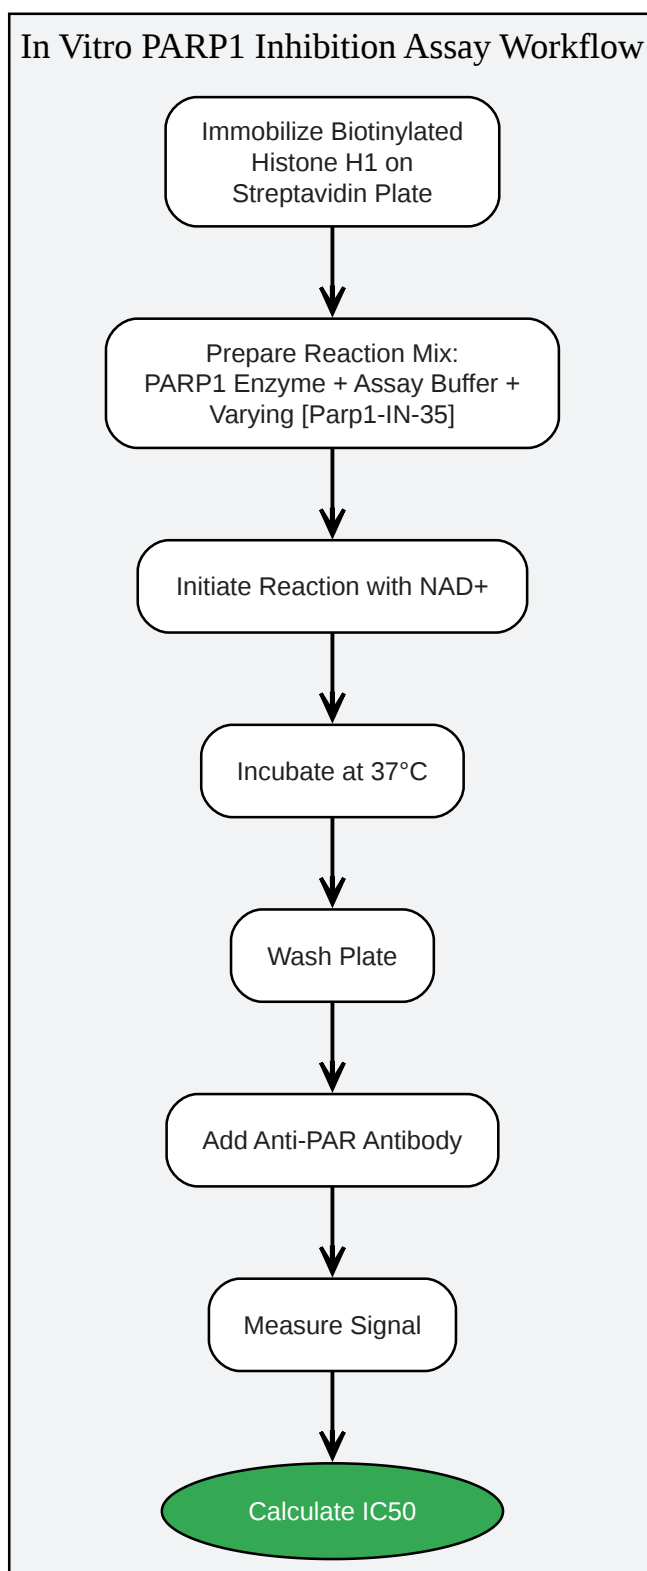 In Vitro PARP1 Inhibition Assay Workflow
Immobilize Biotinylated
Histone H1 on
Streptavidin Plate
Prepare Reaction Mix:
PARP1 Enzyme + Assay Buffer +
Varying [Parp1-IN-35]
Initiate Reaction with NAD+
Incubate at 37°C
Wash Plate
Add Anti-PAR Antibody
Measure Signal
Calculate IC50